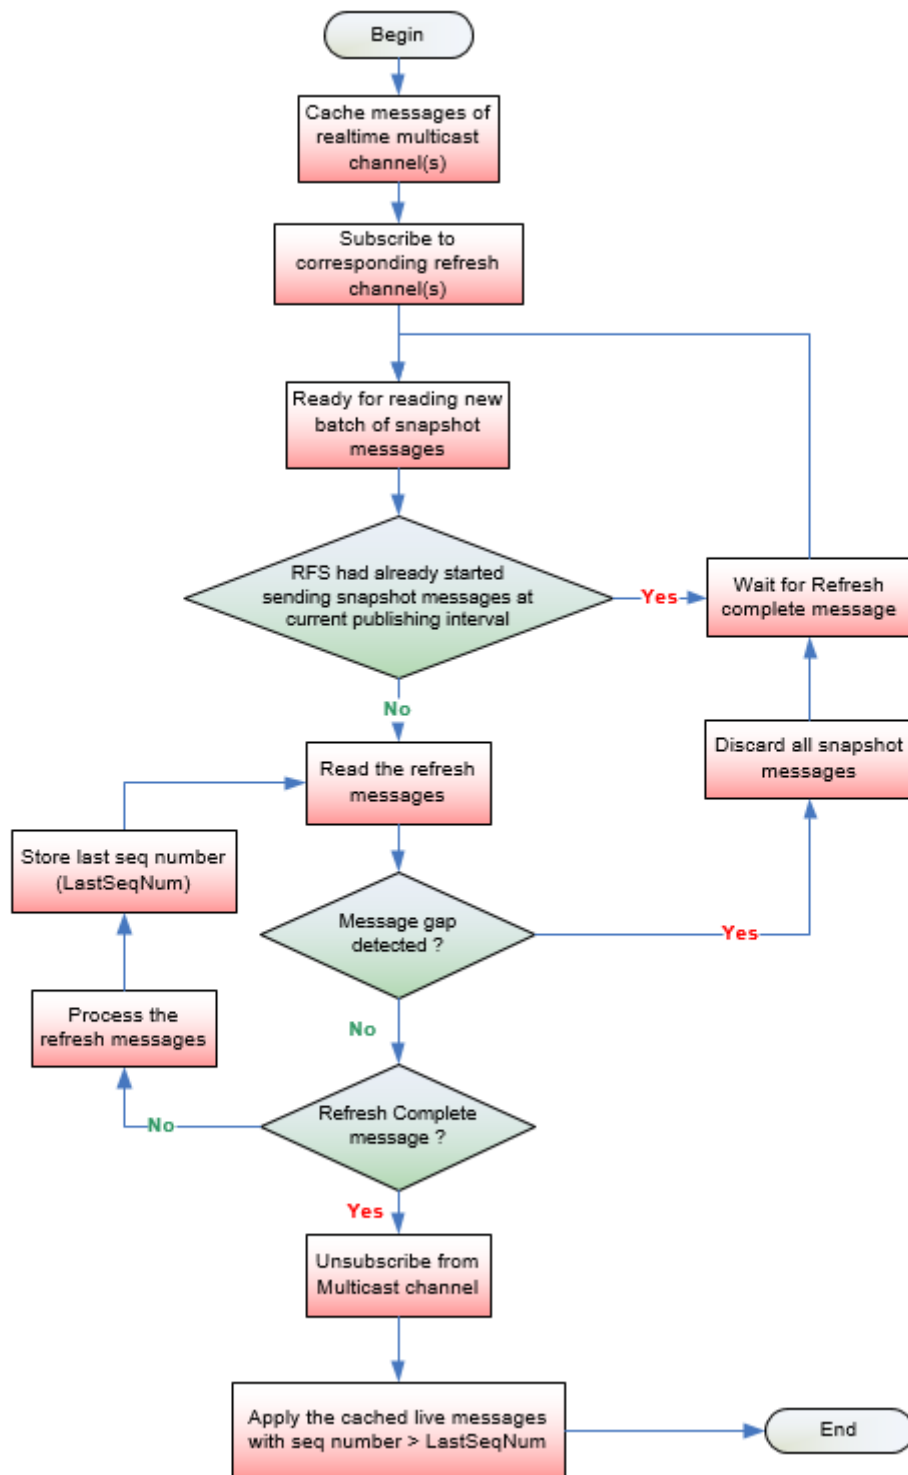 Begin
Cache messages of
realtime multicast
channel(s)
Subscribe to
corresponding refresh
channel(s)
Ready for reading new
batch of snapshot
messages
RFS had already started
sending snapshot messages at
current publishing interval
Yes
Wait for Refresh
complete message
No
Read the refresh
messages
Discard all snapshot
messages
Store last seq number
(LastSeqNum)
Message gap
detected ?
Yes
Process the
refresh messages
No
Refresh Complete
message ?
No
Yes
Unsubscribe from
Multicast channel
Apply the cached live messages
with seq number > LastSeqNum
End